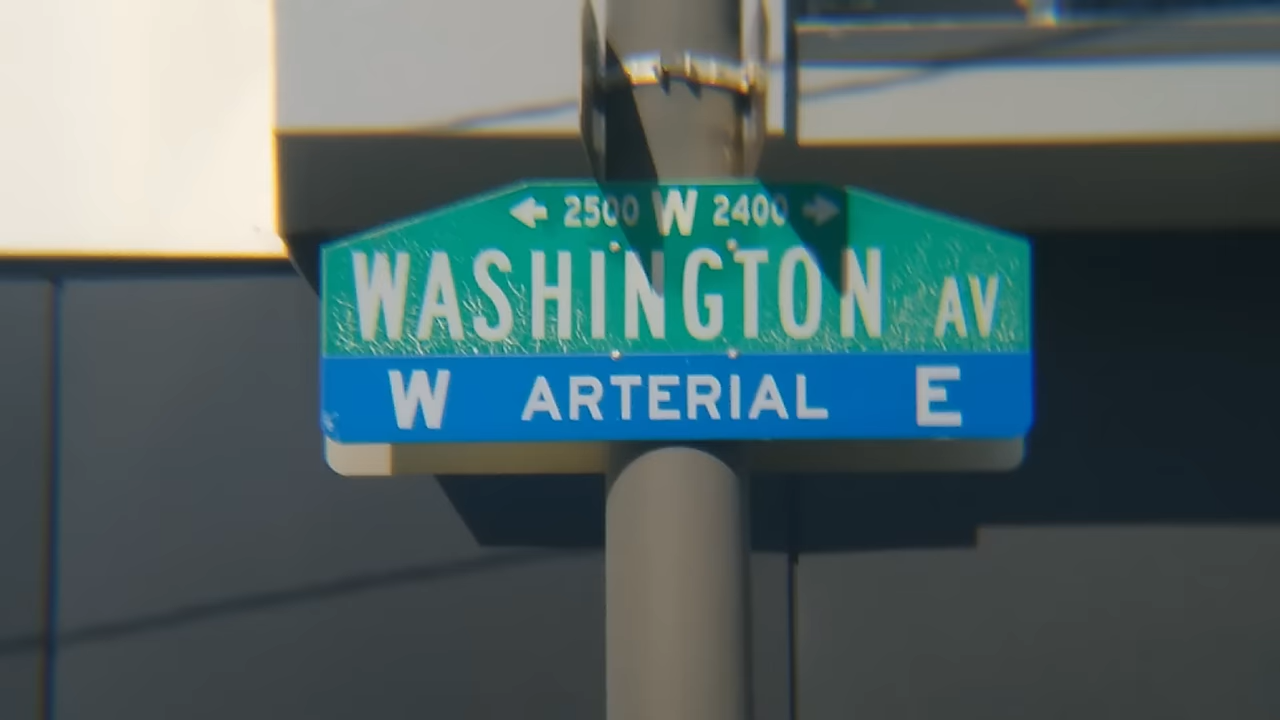 ← 2500 W 2400 →
WASHINGTON AV
W ARTERIAL E